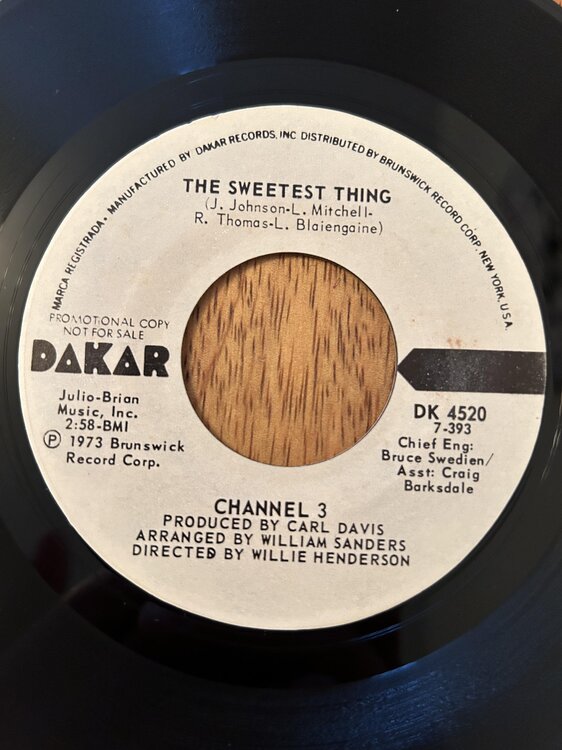 MARCA REGISTRADA - MANUFACTURED BY DAKAR RECORDS, INC DISTRIBUTED BY BRUNSWICK RECORD CORP. NEW YORK, U.S.A.
THE SWEETEST THING
(J. Johnson-L. Mitchell-
R. Thomas-L. Blaiengaine)
PROMOTIONAL COPY
NOT FOR SALE
DAKAR
Julio-Brian
Music, Inc.
2:58-BMI
Ⓟ 1973 Brunswick
Record Corp.
DK 4520
7-393
Chief Eng:
Bruce Swedien/
Asst: Craig
Barksdale
CHANNEL 3
PRODUCED BY CARL DAVIS
ARRANGED BY WILLIAM SANDERS
DIRECTED BY WILLIE HENDERSON